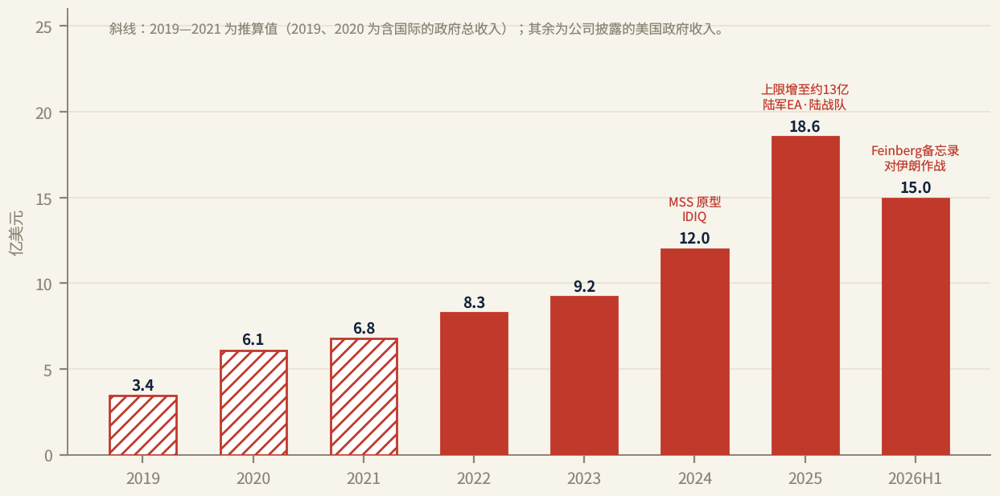 斜线：2019—2021 为推算值（2019、2020 为含国际的政府总收入）；其余为公司披露的美国政府收入。
25
20
15
10
5
0
亿美元
3.4
6.1
6.8
8.3
9.2
MSS 原型
IDIQ
12.0
上限增至约13亿
陆军EA·陆战队
18.6
Feinberg备忘录
对伊朗作战
15.0
2019
2020
2021
2022
2023
2024
2025
2026H1